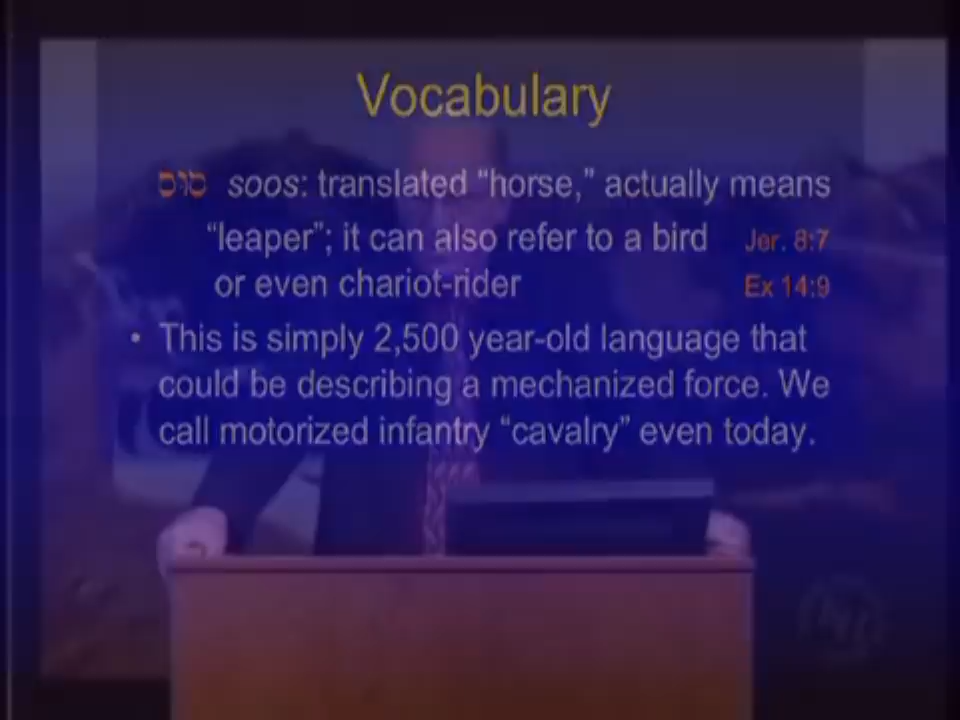 Vocabulary
סוס soos: translated “horse,” actually means
“leaper”; it can also refer to a bird Jer. 8:7
or even chariot-rider Ex 14:9
• This is simply 2,500 year-old language that
could be describing a mechanized force. We
call motorized infantry “cavalry” even today.